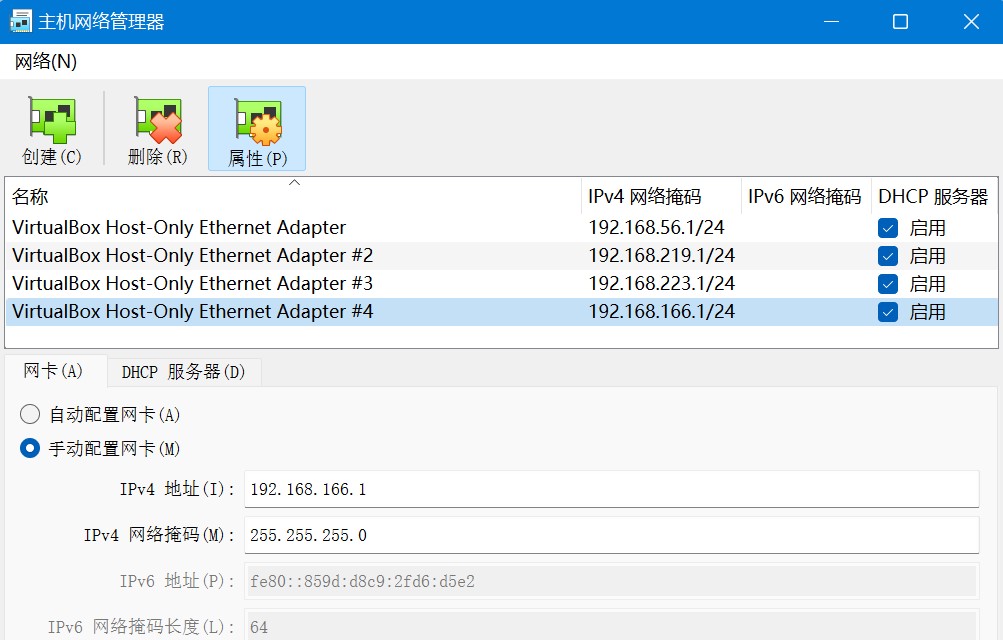 主机网络管理器
网络(N)
创建(C) 删除(R) 属性(P)
名称 IPv4 网络掩码 IPv6 网络掩码 DHCP 服务器
VirtualBox Host-Only Ethernet Adapter 192.168.56.1/24 启用
VirtualBox Host-Only Ethernet Adapter #2 192.168.219.1/24 启用
VirtualBox Host-Only Ethernet Adapter #3 192.168.223.1/24 启用
VirtualBox Host-Only Ethernet Adapter #4 192.168.166.1/24 启用
网卡(A) DHCP 服务器(D)
自动配置网卡(A)
手动配置网卡(M)
IPv4 地址(I): 192.168.166.1
IPv4 网络掩码(M): 255.255.255.0
IPv6 地址(P): fe80::859d:d8c9:2fd6:d5e2
IPv6 网络掩码长度(L): 64